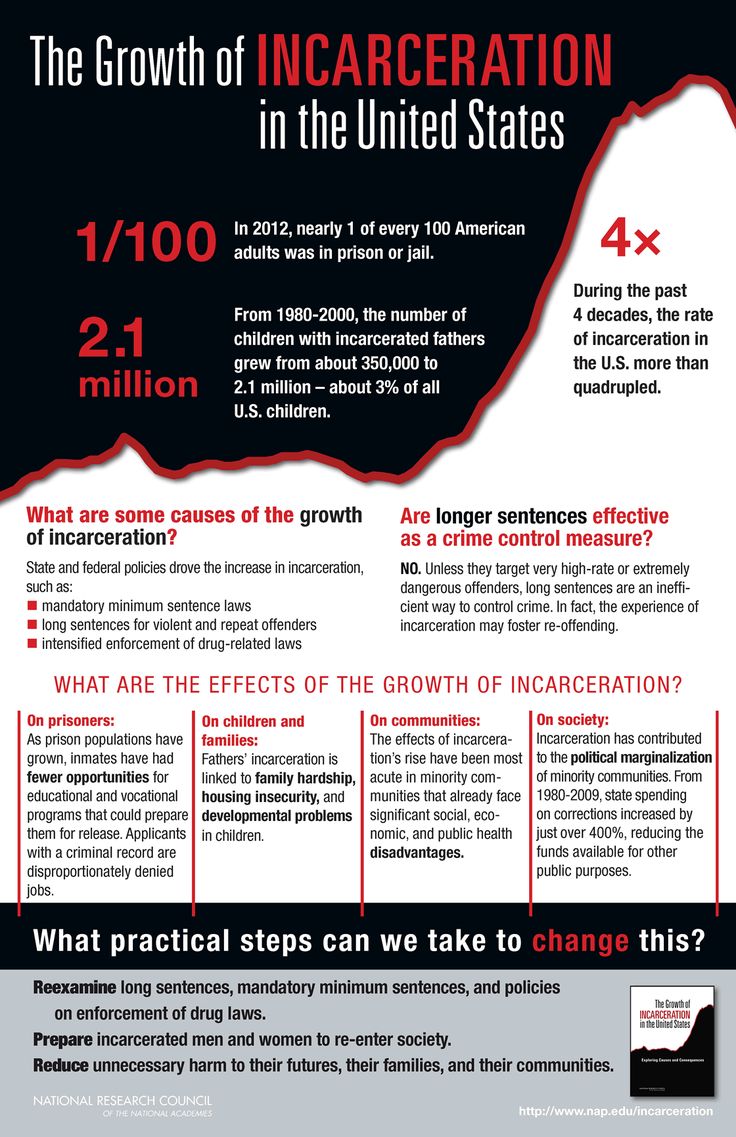 The Growth of INCARCERATION
in the United States
1/100
In 2012, nearly 1 of every 100 American
adults was in prison or jail.
2.1
million
From 1980-2000, the number of
children with incarcerated fathers
grew from about 350,000 to
2.1 million – about 3% of all
U.S. children.
4×
During the past
4 decades, the rate
of incarceration in
the U.S. more than
quadrupled.
What are some causes of the growth
of incarceration?
State and federal policies drove the increase in incarceration,
such as:
■ mandatory minimum sentence laws
■ long sentences for violent and repeat offenders
■ intensified enforcement of drug-related laws
Are longer sentences effective
as a crime control measure?
NO. Unless they target very high-rate or extremely
dangerous offenders, long sentences are an ineffi-
cient way to control crime. In fact, the experience of
incarceration may foster re-offending.
WHAT ARE THE EFFECTS OF THE GROWTH OF INCARCERATION?
On prisoners:
As prison populations have
grown, inmates have had
fewer opportunities for
educational and vocational
programs that could prepare
them for release. Applicants
with a criminal record are
disproportionately denied
jobs.
On children and
families:
Fathers' incarceration is
linked to family hardship,
housing insecurity, and
developmental problems
in children.
On communities:
The effects of incarcera-
tion's rise have been most
acute in minority com-
munities that already face
significant social, eco-
nomic, and public health
disadvantages.
On society:
Incarceration has contributed
to the political marginalization
of minority communities. From
1980-2009, state spending
on corrections increased by
just over 400%, reducing the
funds available for other
public purposes.
What practical steps can we take to change this?
Reexamine long sentences, mandatory minimum sentences, and policies
on enforcement of drug laws.
Prepare incarcerated men and women to re-enter society.
Reduce unnecessary harm to their futures, their families, and their communities.
The Growth of
INCARCERATION
in the United States
Exploring Causes and Consequences
NATIONAL RESEARCH COUNCIL
OF THE NATIONAL ACADEMIES
http://www.nap.edu/incarceration